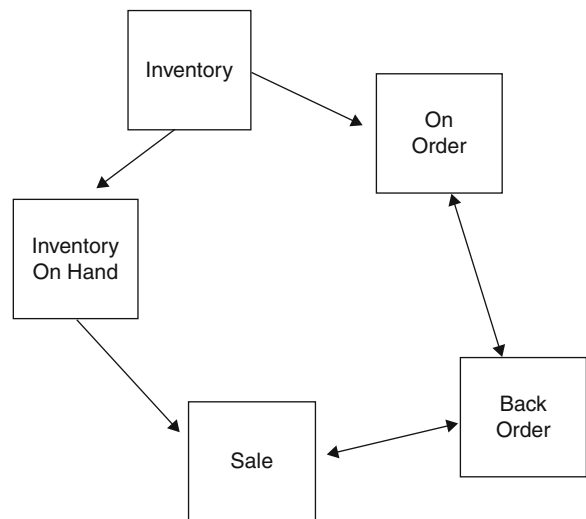 Inventory
On
Order
Inventory
On Hand
Back
Order
Sale